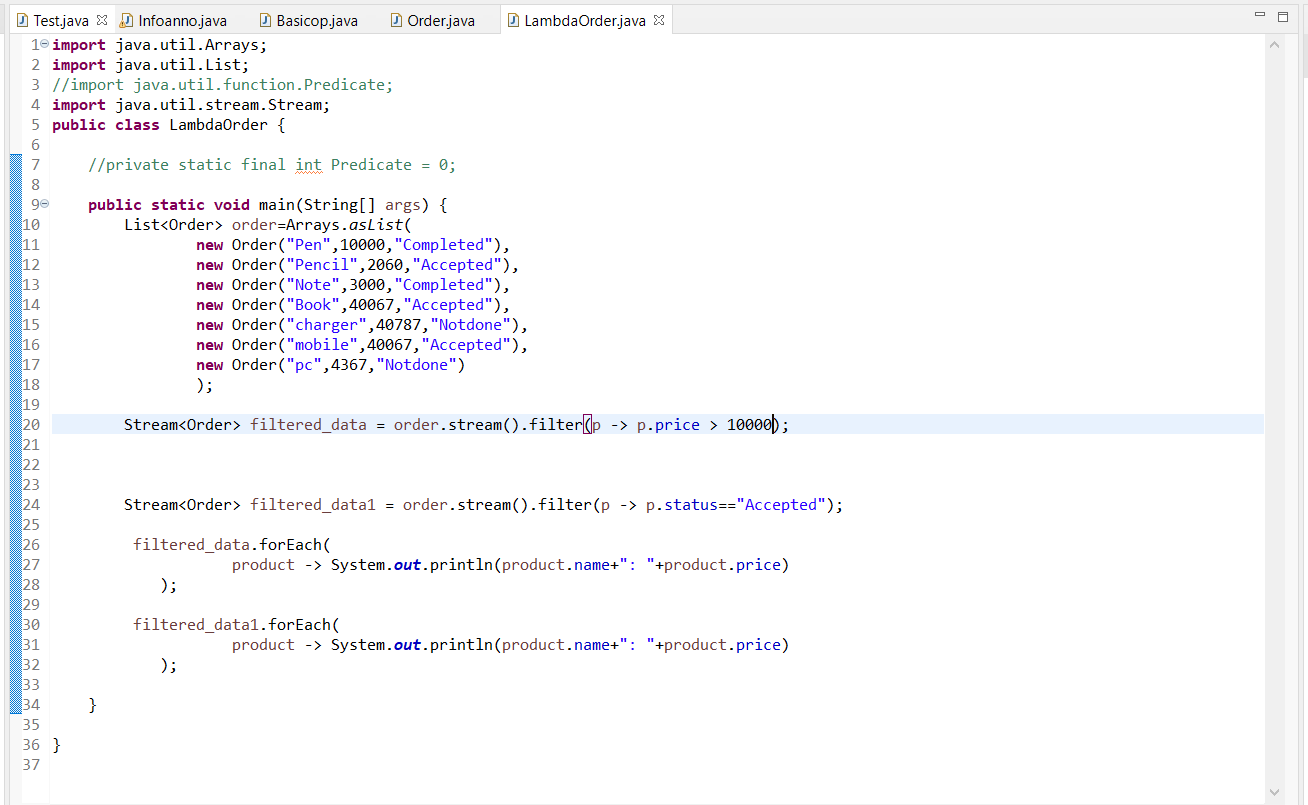 Test.java Infoanno.java Basicop.java Order.java LambdaOrder.java
1 import java.util.Arrays;
2 import java.util.List;
3 //import java.util.function.Predicate;
4 import java.util.stream.Stream;
5 public class LambdaOrder {
6
7     //private static final int Predicate = 0;
8
9     public static void main(String[] args) {
10         List<Order> order=Arrays.asList(
11                 new Order("Pen",10000,"Completed"),
12                 new Order("Pencil",2060,"Accepted"),
13                 new Order("Note",3000,"Completed"),
14                 new Order("Book",40067,"Accepted"),
15                 new Order("charger",40787,"Notdone"),
16                 new Order("mobile",40067,"Accepted"),
17                 new Order("pc",4367,"Notdone")
18                 );
19
20         Stream<Order> filtered_data = order.stream().filter(p -> p.price > 10000);
21
22
23
24         Stream<Order> filtered_data1 = order.stream().filter(p -> p.status=="Accepted");
25
26          filtered_data.forEach(
27                     product -> System.out.println(product.name+": "+product.price)
28             );
29
30          filtered_data1.forEach(
31                     product -> System.out.println(product.name+": "+product.price)
32             );
33
34     }
35
36 }
37